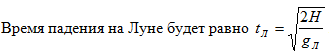 Время падения на Луне будет равно t_Л = √(2H / g_Л)